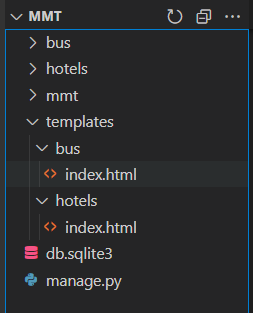 MMT
bus
hotels
mmt
templates
bus
<> index.html
hotels
<> index.html
db.sqlite3
manage.py